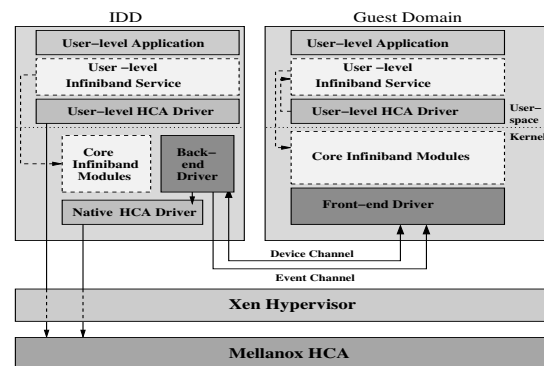 IDD
User-level Application
User -level
Infiniband Service
User-level HCA Driver
Core
Infiniband
Modules
Back-
end
Driver
Native HCA Driver
Guest Domain
User-level Application
User -level
Infiniband Service
User-level HCA Driver
User-
space
Kernel
Core Infiniband Modules
Front-end Driver
Device Channel
Event Channel
Xen Hypervisor
Mellanox HCA